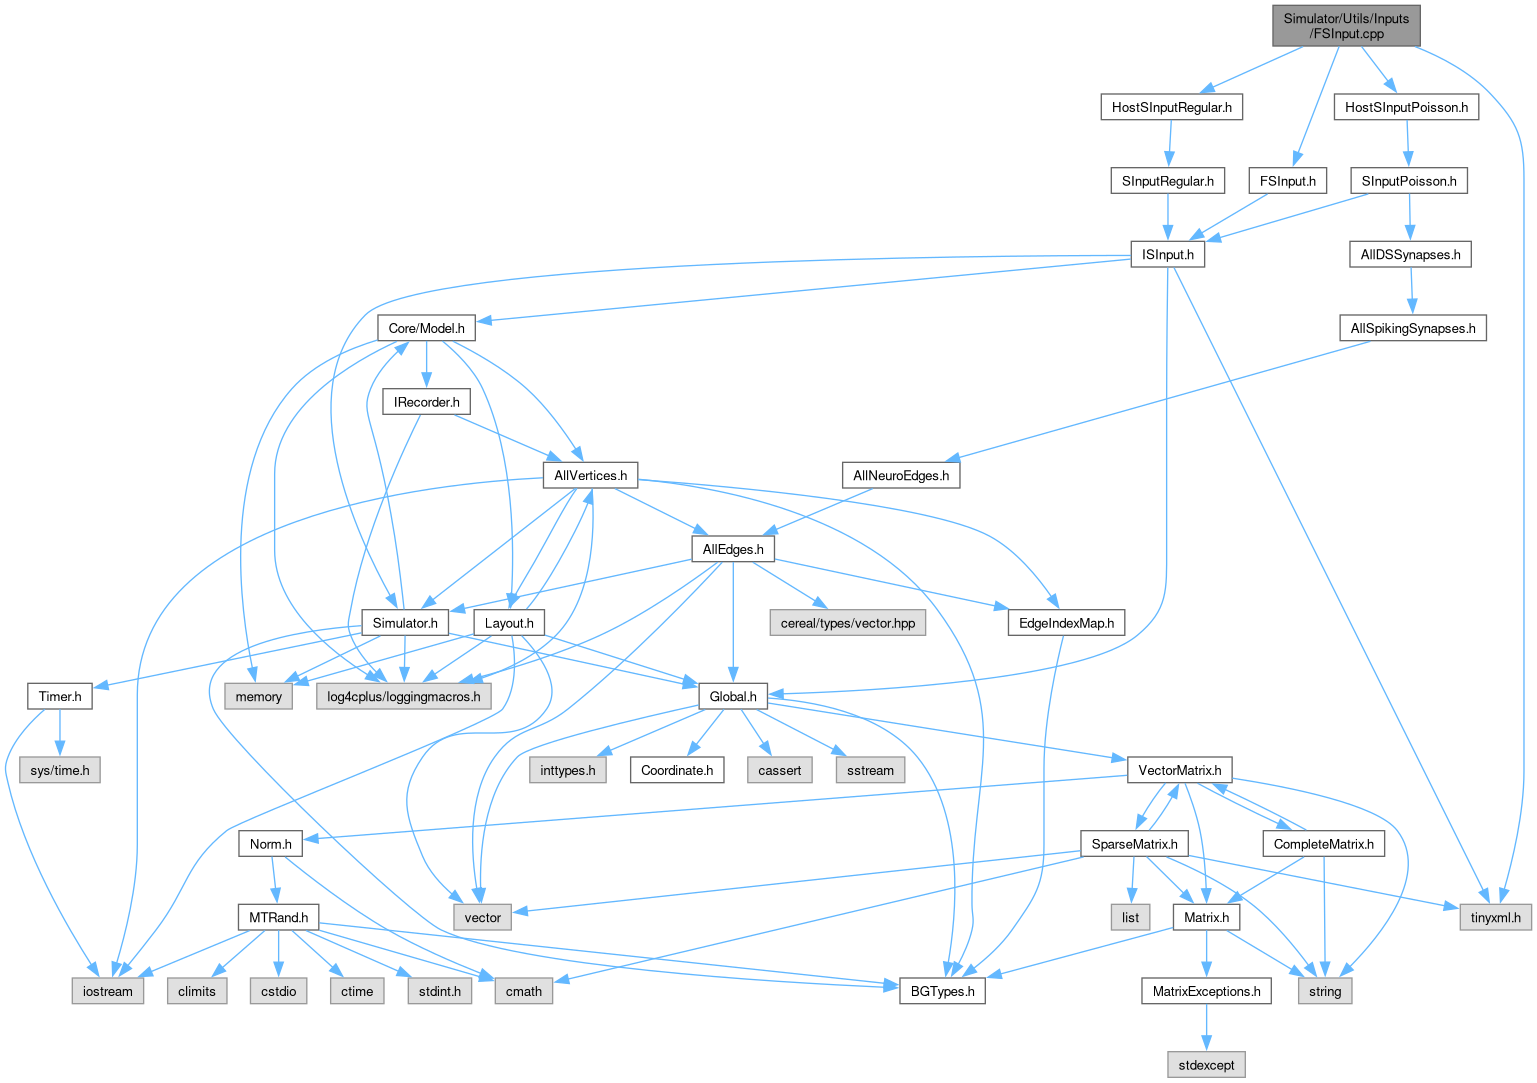 Simulator/Utils/Inputs
/FSInput.cpp
HostSInputRegular.h
HostSInputPoisson.h
SInputRegular.h
FSInput.h
SInputPoisson.h
ISInput.h
AllDSSynapses.h
Core/Model.h
AllSpikingSynapses.h
IRecorder.h
AllVertices.h
AllNeuroEdges.h
AllEdges.h
Simulator.h
Layout.h
cereal/types/vector.hpp
EdgeIndexMap.h
Timer.h
memory
log4cplus/loggingmacros.h
Global.h
sys/time.h
inttypes.h
Coordinate.h
cassert
sstream
VectorMatrix.h
Norm.h
SparseMatrix.h
CompleteMatrix.h
MTRand.h
vector
list
Matrix.h
tinyxml.h
iostream
climits
cstdio
ctime
stdint.h
cmath
BGTypes.h
MatrixExceptions.h
string
stdexcept